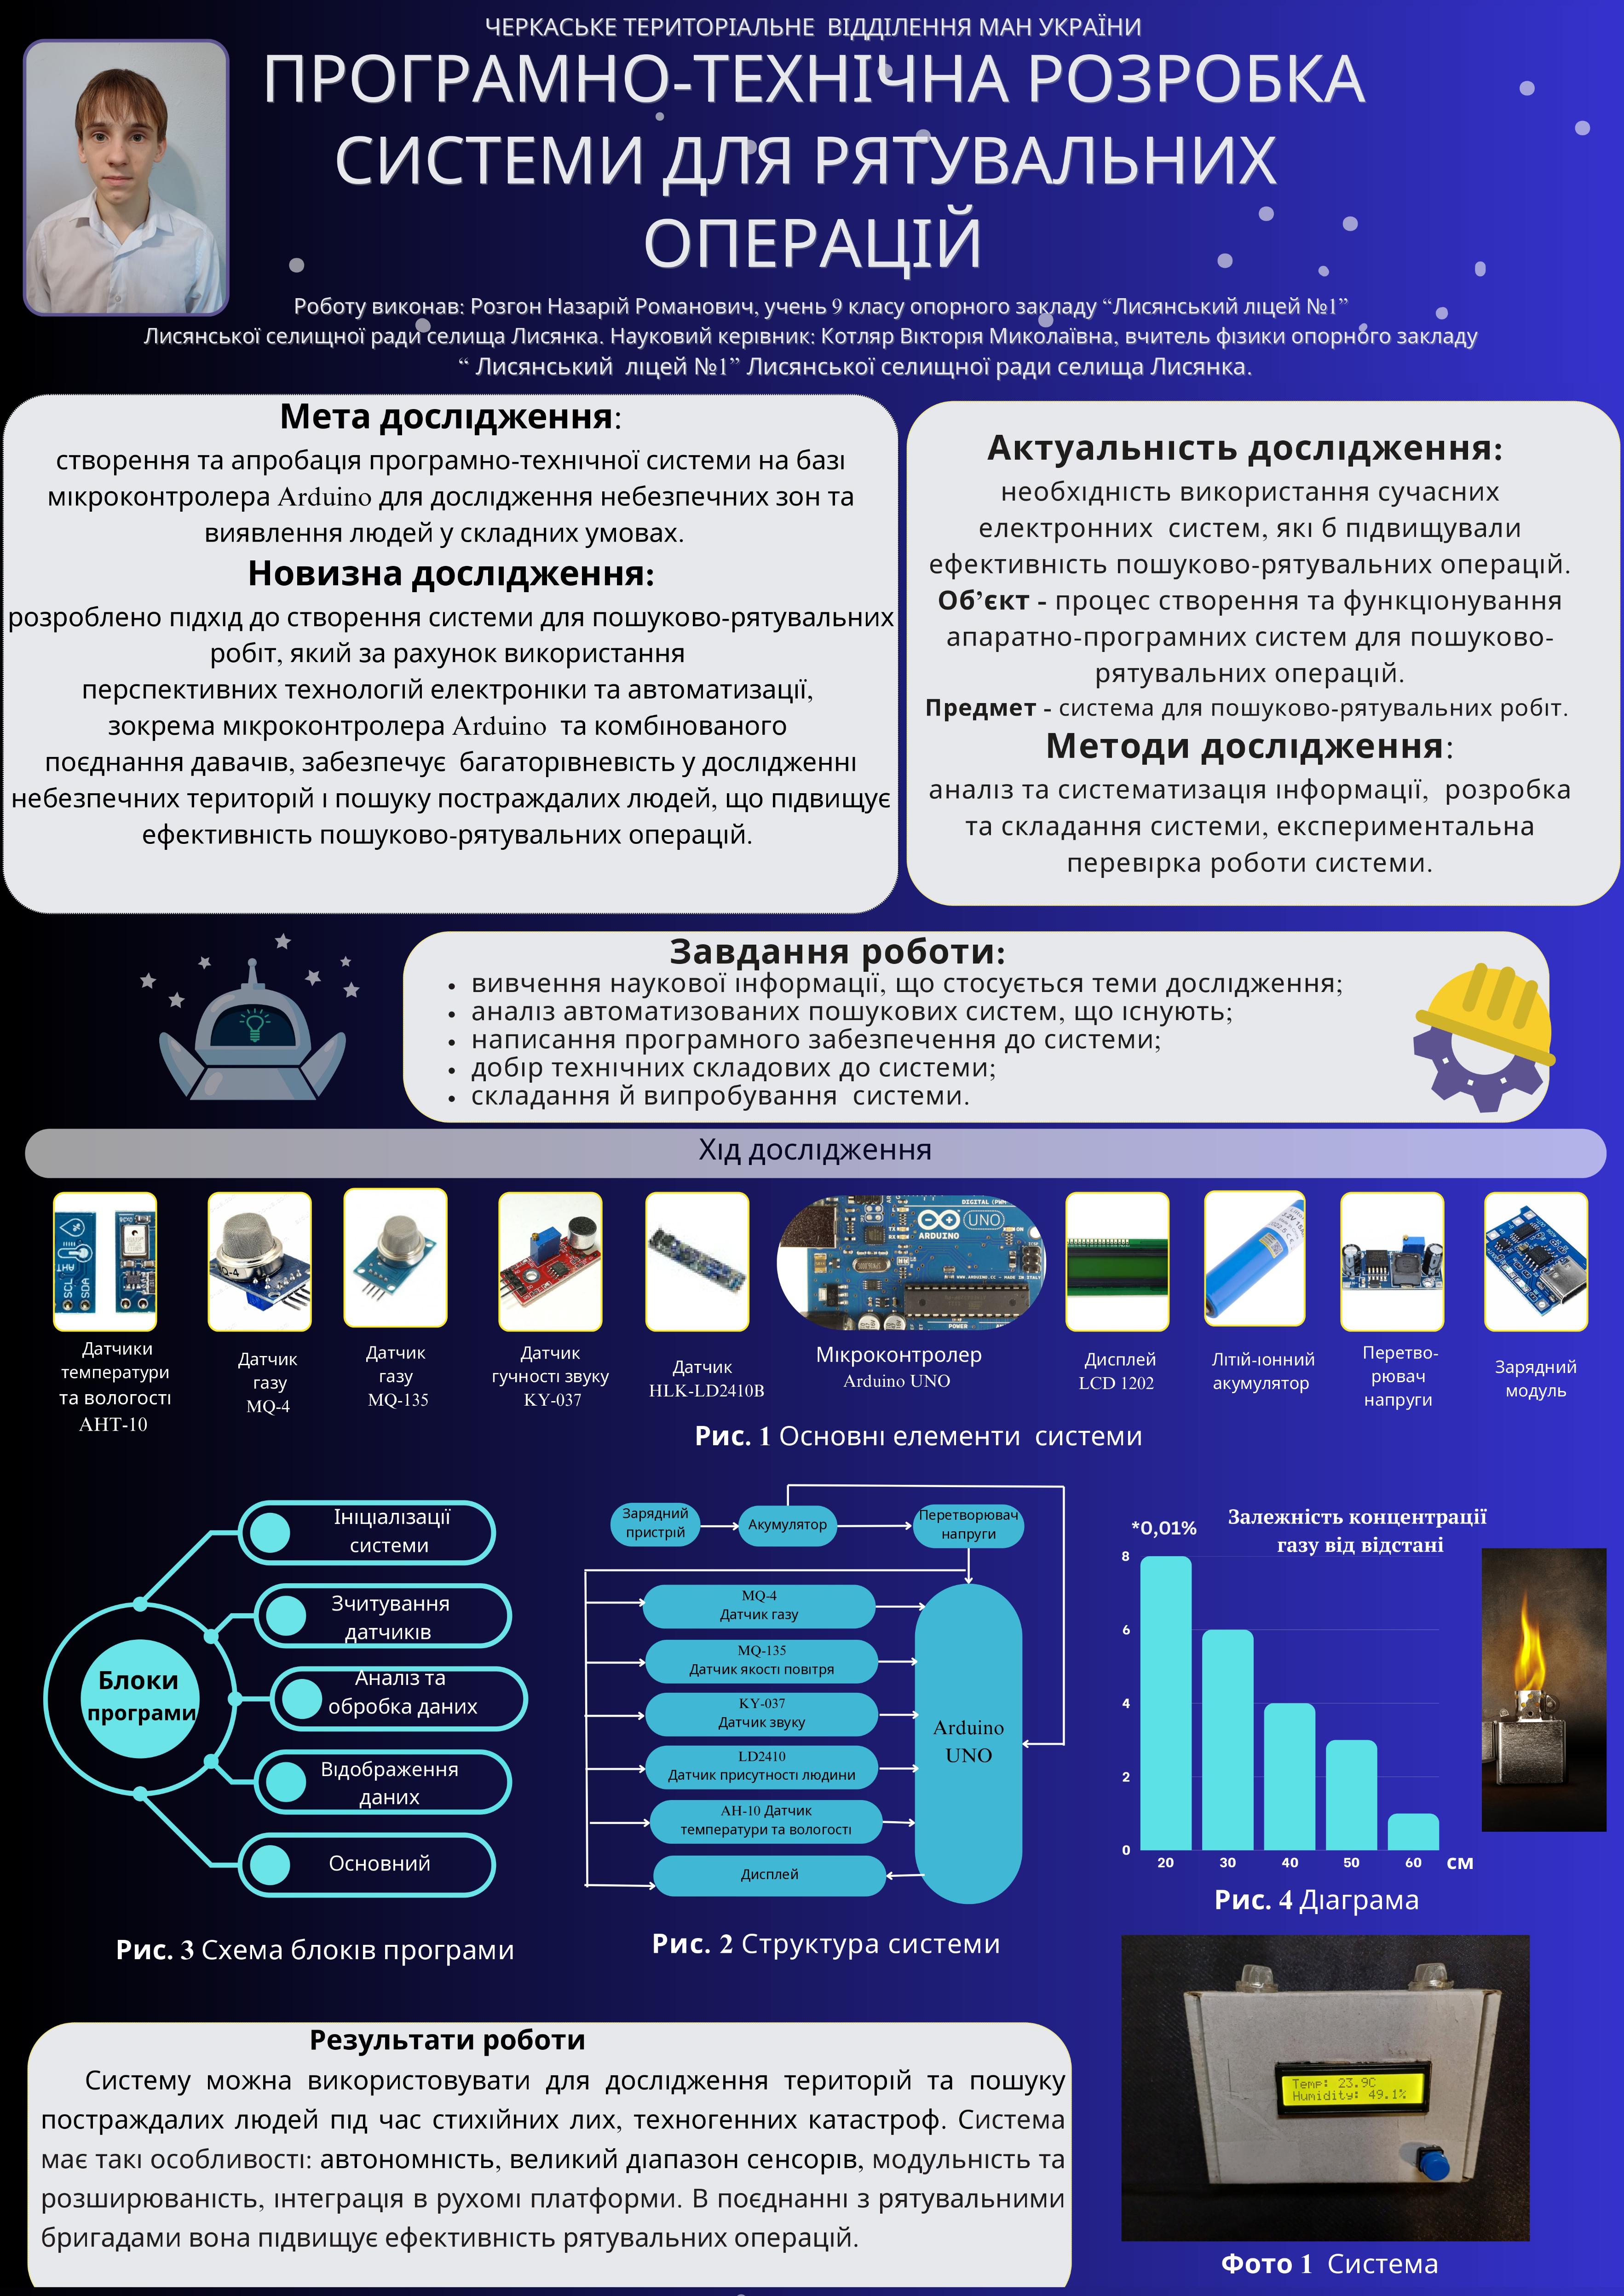 ЧЕРКАСЬКЕ ТЕРИТОРІАЛЬНЕ ВІДДІЛЕННЯ МАН УКРАЇНИ
ПРОГРАМНО-ТЕХНІЧНА РОЗРОБКА
СИСТЕМИ ДЛЯ РЯТУВАЛЬНИХ
ОПЕРАЦІЙ
Роботу виконав: Розгон Назарій Романович, учень 9 класу опорного закладу “Лисянський ліцей №1”
Лисянської селищної ради селища Лисянка. Науковий керівник: Котляр Вікторія Миколаївна, вчитель фізики опорного закладу
“ Лисянський ліцей №1” Лисянської селищної ради селища Лисянка.
Мета дослідження:
створення та апробація програмно-технічної системи на базі
мікроконтролера Arduino для дослідження небезпечних зон та
виявлення людей у складних умовах.
Новизна дослідження:
розроблено підхід до створення системи для пошуково-рятувальних
робіт, який за рахунок використання
перспективних технологій електроніки та автоматизації,
зокрема мікроконтролера Arduino та комбінованого
поєднання давачів, забезпечує багаторівневість у дослідженні
небезпечних територій і пошуку постраждалих людей, що підвищує
ефективність пошуково-рятувальних операцій.
Актуальність дослідження:
необхідність використання сучасних
електронних систем, які б підвищували
ефективність пошуково-рятувальних операцій.
Об’єкт - процес створення та функціонування
апаратно-програмних систем для пошуково-
рятувальних операцій.
Предмет - система для пошуково-рятувальних робіт.
Методи дослідження:
аналіз та систематизація інформації, розробка
та складання системи, експериментальна
перевірка роботи системи.
Завдання роботи:
• вивчення наукової інформації, що стосується теми дослідження;
• аналіз автоматизованих пошукових систем, що існують;
• написання програмного забезпечення до системи;
• добір технічних складових до системи;
• складання й випробування системи.
Хід дослідження
SCL
SDA
MQ-4
ARDUINO
UNO
DIGITAL
TX
RX
ON
WWW.ARDUINO.CC - MADE IN ITALY
POWER
Датчики
температури
та вологості
AHT-10
Датчик
газу
MQ-4
Датчик
газу
MQ-135
Датчик
гучності звуку
KY-037
Датчик
HLK-LD2410B
Мікроконтролер
Arduino UNO
Дисплей
LCD 1202
Літій-іонний
акумулятор
Перетво-
рювач
напруги
Зарядний
модуль
Рис. 1 Основні елементи системи
Блоки
програми
Ініціалізації
системи
Зчитування
датчиків
Аналіз та
обробка даних
Відображення
даних
Основний
Рис. 3 Схема блоків програми
Зарядний
пристрій
Акумулятор
Перетворювач
напруги
MQ-4
Датчик газу
MQ-135
Датчик якості повітря
KY-037
Датчик звуку
LD2410
Датчик присутності людини
AH-10 Датчик
температури та вологості
Дисплей
Arduino
UNO
Рис. 2 Структура системи
*0,01%
Залежність концентрації
газу від відстані
8
6
4
2
0
20 30 40 50 60 см
Рис. 4 Діаграма
Temp: 23.9C
Humidity: 49.1%
Фото 1 Система
Результати роботи
Систему можна використовувати для дослідження територій та пошуку
постраждалих людей під час стихійних лих, техногенних катастроф. Система
має такі особливості: автономність, великий діапазон сенсорів, модульність та
розширюваність, інтеграція в рухомі платформи. В поєднанні з рятувальними
бригадами вона підвищує ефективність рятувальних операцій.